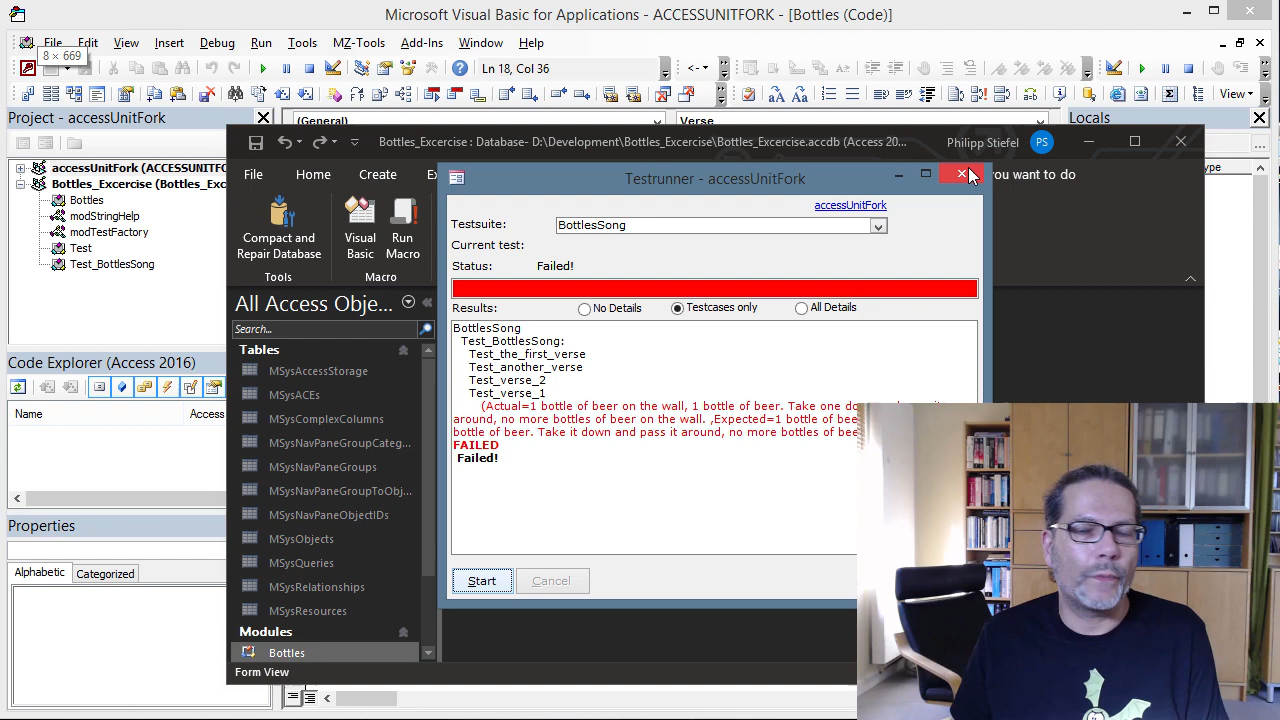 Microsoft Visual Basic for Applications - ACCESSUNITFORK - [Bottles (Code)]
File Edit View Insert Debug Run Tools MZ-Tools Add-Ins Window Help
8 × 669
Ln 18, Col 36
View
Project - accessUnitFork
(General)
Verse
Locals
accessUnitFork (ACCESSUNITFO
Bottles_Excercise (Bottles_Exc
Bottles
modStringHelp
modTestFactory
Test
Test_BottlesSong
Bottles_Excercise : Database- D:\Development\Bottles_Excercise\Bottles_Excercise.accdb (Access 20...
Philipp Stiefel
PS
File Home Create
you want to do
Compact and
Repair Database
Visual
Basic
Run
Macro
Tools
Macro
Testrunner - accessUnitFork
accessUnitFork
Testsuite: BottlesSong
Current test:
Status: Failed!
Results: No Details Testcases only All Details
BottlesSong
Test_BottlesSong:
Test_the_first_verse
Test_another_verse
Test_verse_2
Test_verse_1
(Actual=1 bottle of beer on the wall, 1 bottle of beer. Take one
around, no more bottles of beer on the wall. ,Expected=1 bottle of
bottle of beer. Take it down and pass it around, no more bottles of
FAILED
Failed!
Start
Cancel
All Access Obje...
Search...
Tables
MSysAccessStorage
MSysACEs
MSysComplexColumns
MSysNavPaneGroupCateg...
MSysNavPaneGroups
MSysNavPaneGroupToObj...
MSysNavPaneObjectIDs
MSysObjects
MSysQueries
MSysRelationships
MSysResources
Modules
Bottles
Form View
Code Explorer (Access 2016)
Name
Access
Properties
Alphabetic
Categorized